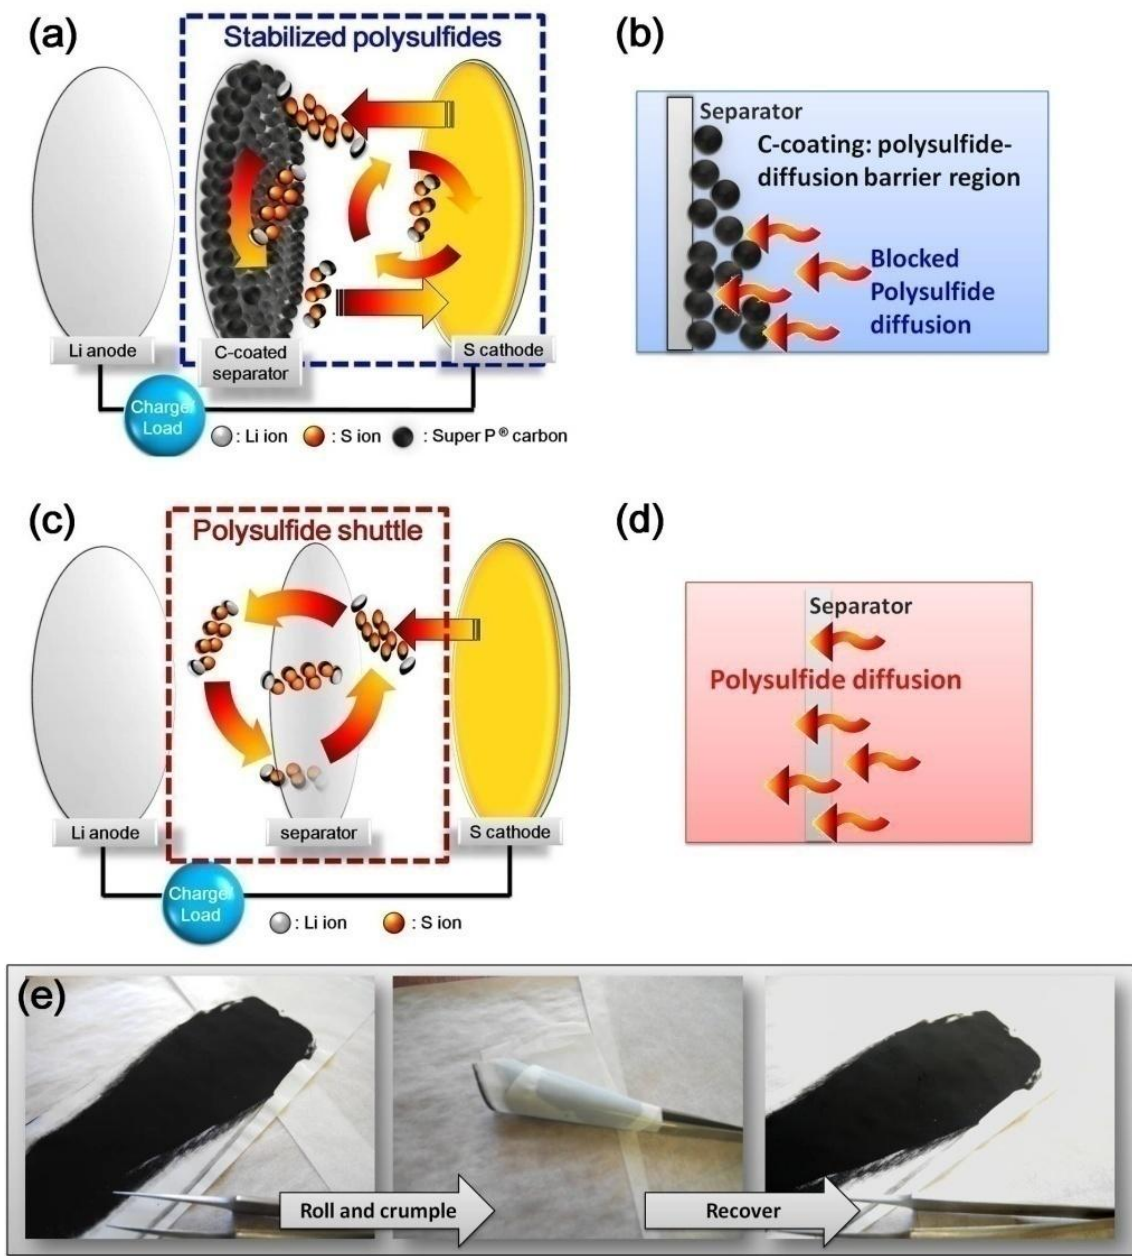 (a)
Stabilized polysulfides
Li anode
C-coated
separator
S cathode
Charge/
Load
: Li ion
: S ion
: Super P® carbon
(b)
Separator
C-coating: polysulfide-
diffusion barrier region
Blocked
Polysulfide
diffusion
(c)
Polysulfide shuttle
Li anode
separator
S cathode
Charge/
Load
: Li ion
: S ion
(d)
Separator
Polysulfide diffusion
(e)
Roll and crumple
Recover